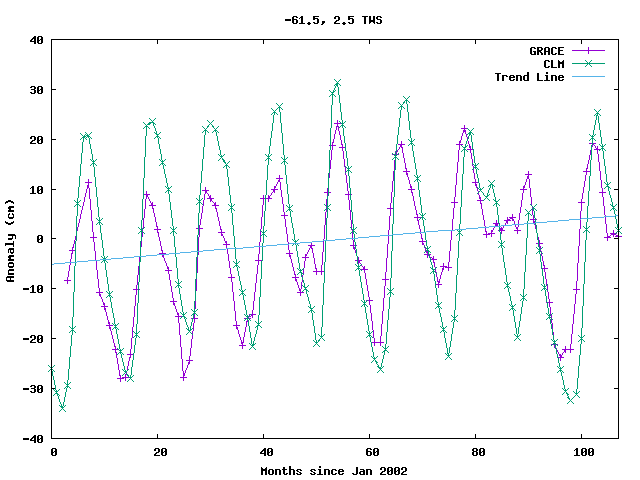 -61.5, 2.5 TWS
GRACE
CLM
Trend Line
40
30
20
10
0
-10
-20
-30
-40
Anomaly (cm)
0 20 40 60 80 100
Months since Jan 2002